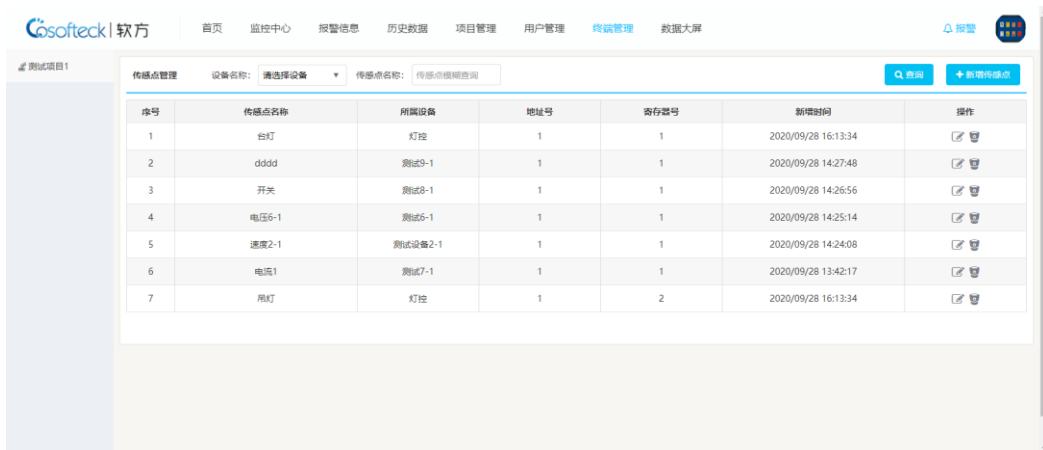 Cosofteck 软方 首页 监控中心 报警信息 历史数据 项目管理 用户管理 终端管理 数据大屏 报警
测试项目1
传感点管理 设备名称: 请选择设备 传感点名称: 传感点模糊查询 查询 新增传感点
序号 传感点名称 所属设备 地址号 寄存器号 新增时间 操作
1 台灯 灯控 1 1 2020/09/28 16:13:34
2 dddd 测试9-1 1 1 2020/09/28 14:27:48
3 开关 测试8-1 1 1 2020/09/28 14:26:56
4 电压6-1 测试6-1 1 1 2020/09/28 14:25:14
5 速度2-1 测试设备2-1 1 1 2020/09/28 14:24:08
6 电流1 测试7-1 1 1 2020/09/28 13:42:17
7 吊灯 灯控 1 2 2020/09/28 16:13:34